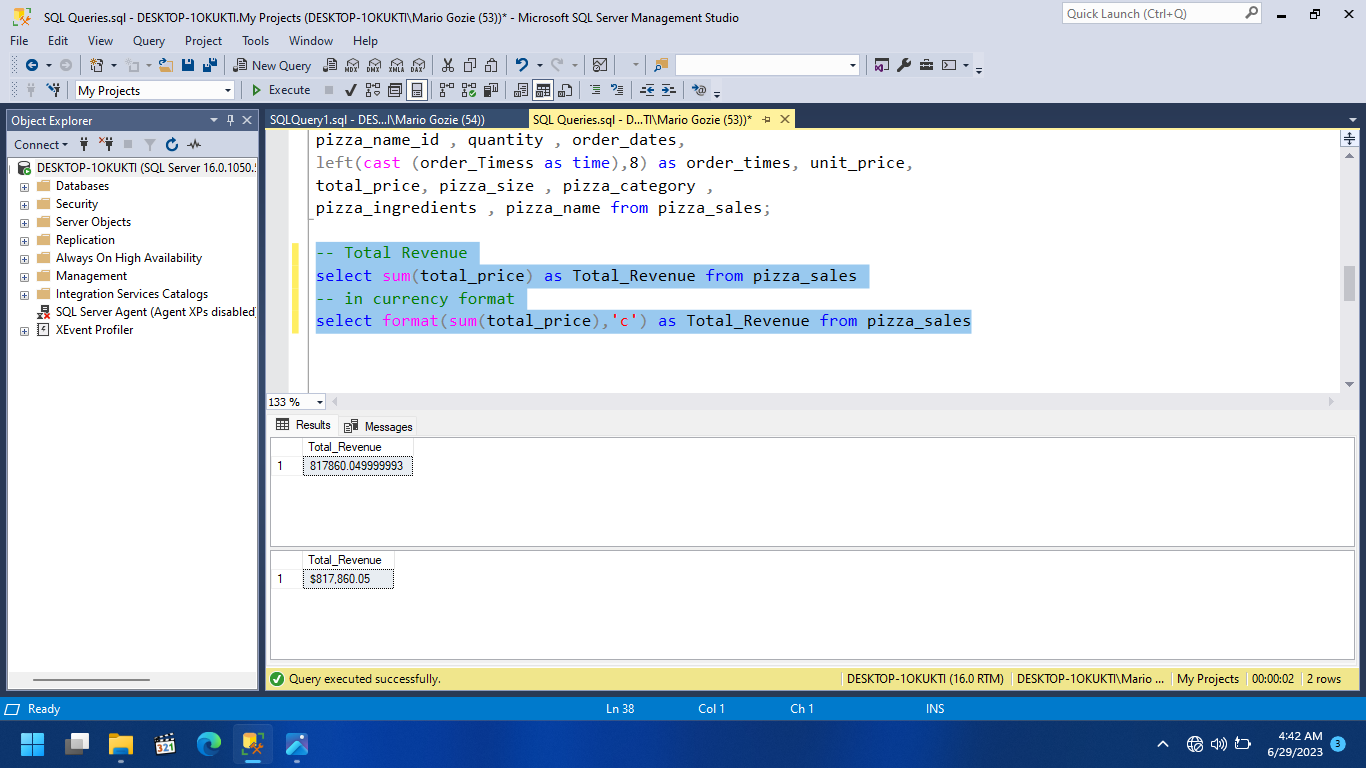 SQL Queries.sql - DESKTOP-1OKUKTI.My Projects (DESKTOP-1OKUKTI\Mario Gozie (53))* - Microsoft SQL Server Management Studio
Quick Launch (Ctrl+Q)
File Edit View Query Project Tools Window Help
New Query MDX DMX XMLA DAX
My Projects Execute
Object Explorer
SQLQuery1.sql - DES...I\Mario Gozie (54)) SQL Queries.sql - D...TI\Mario Gozie (53))*
Connect
DESKTOP-1OKUKTI (SQL Server 16.0.1050.5
Databases
Security
Server Objects
Replication
Always On High Availability
Management
Integration Services Catalogs
SQL Server Agent (Agent XPs disabled)
XEvent Profiler
pizza_name_id , quantity , order_dates,
left(cast (order_Timess as time),8) as order_times, unit_price,
total_price, pizza_size , pizza_category ,
pizza_ingredients , pizza_name from pizza_sales;
-- Total Revenue
select sum(total_price) as Total_Revenue from pizza_sales
-- in currency format
select format(sum(total_price),'c') as Total_Revenue from pizza_sales
133 %
Results Messages
Total_Revenue
1 817860.049999993
Total_Revenue
1 $817,860.05
Query executed successfully. DESKTOP-1OKUKTI (16.0 RTM) DESKTOP-1OKUKTI\Mario ... My Projects 00:00:02 2 rows
Ready Ln 38 Col 1 Ch 1 INS
321
4:42 AM
6/29/2023 3